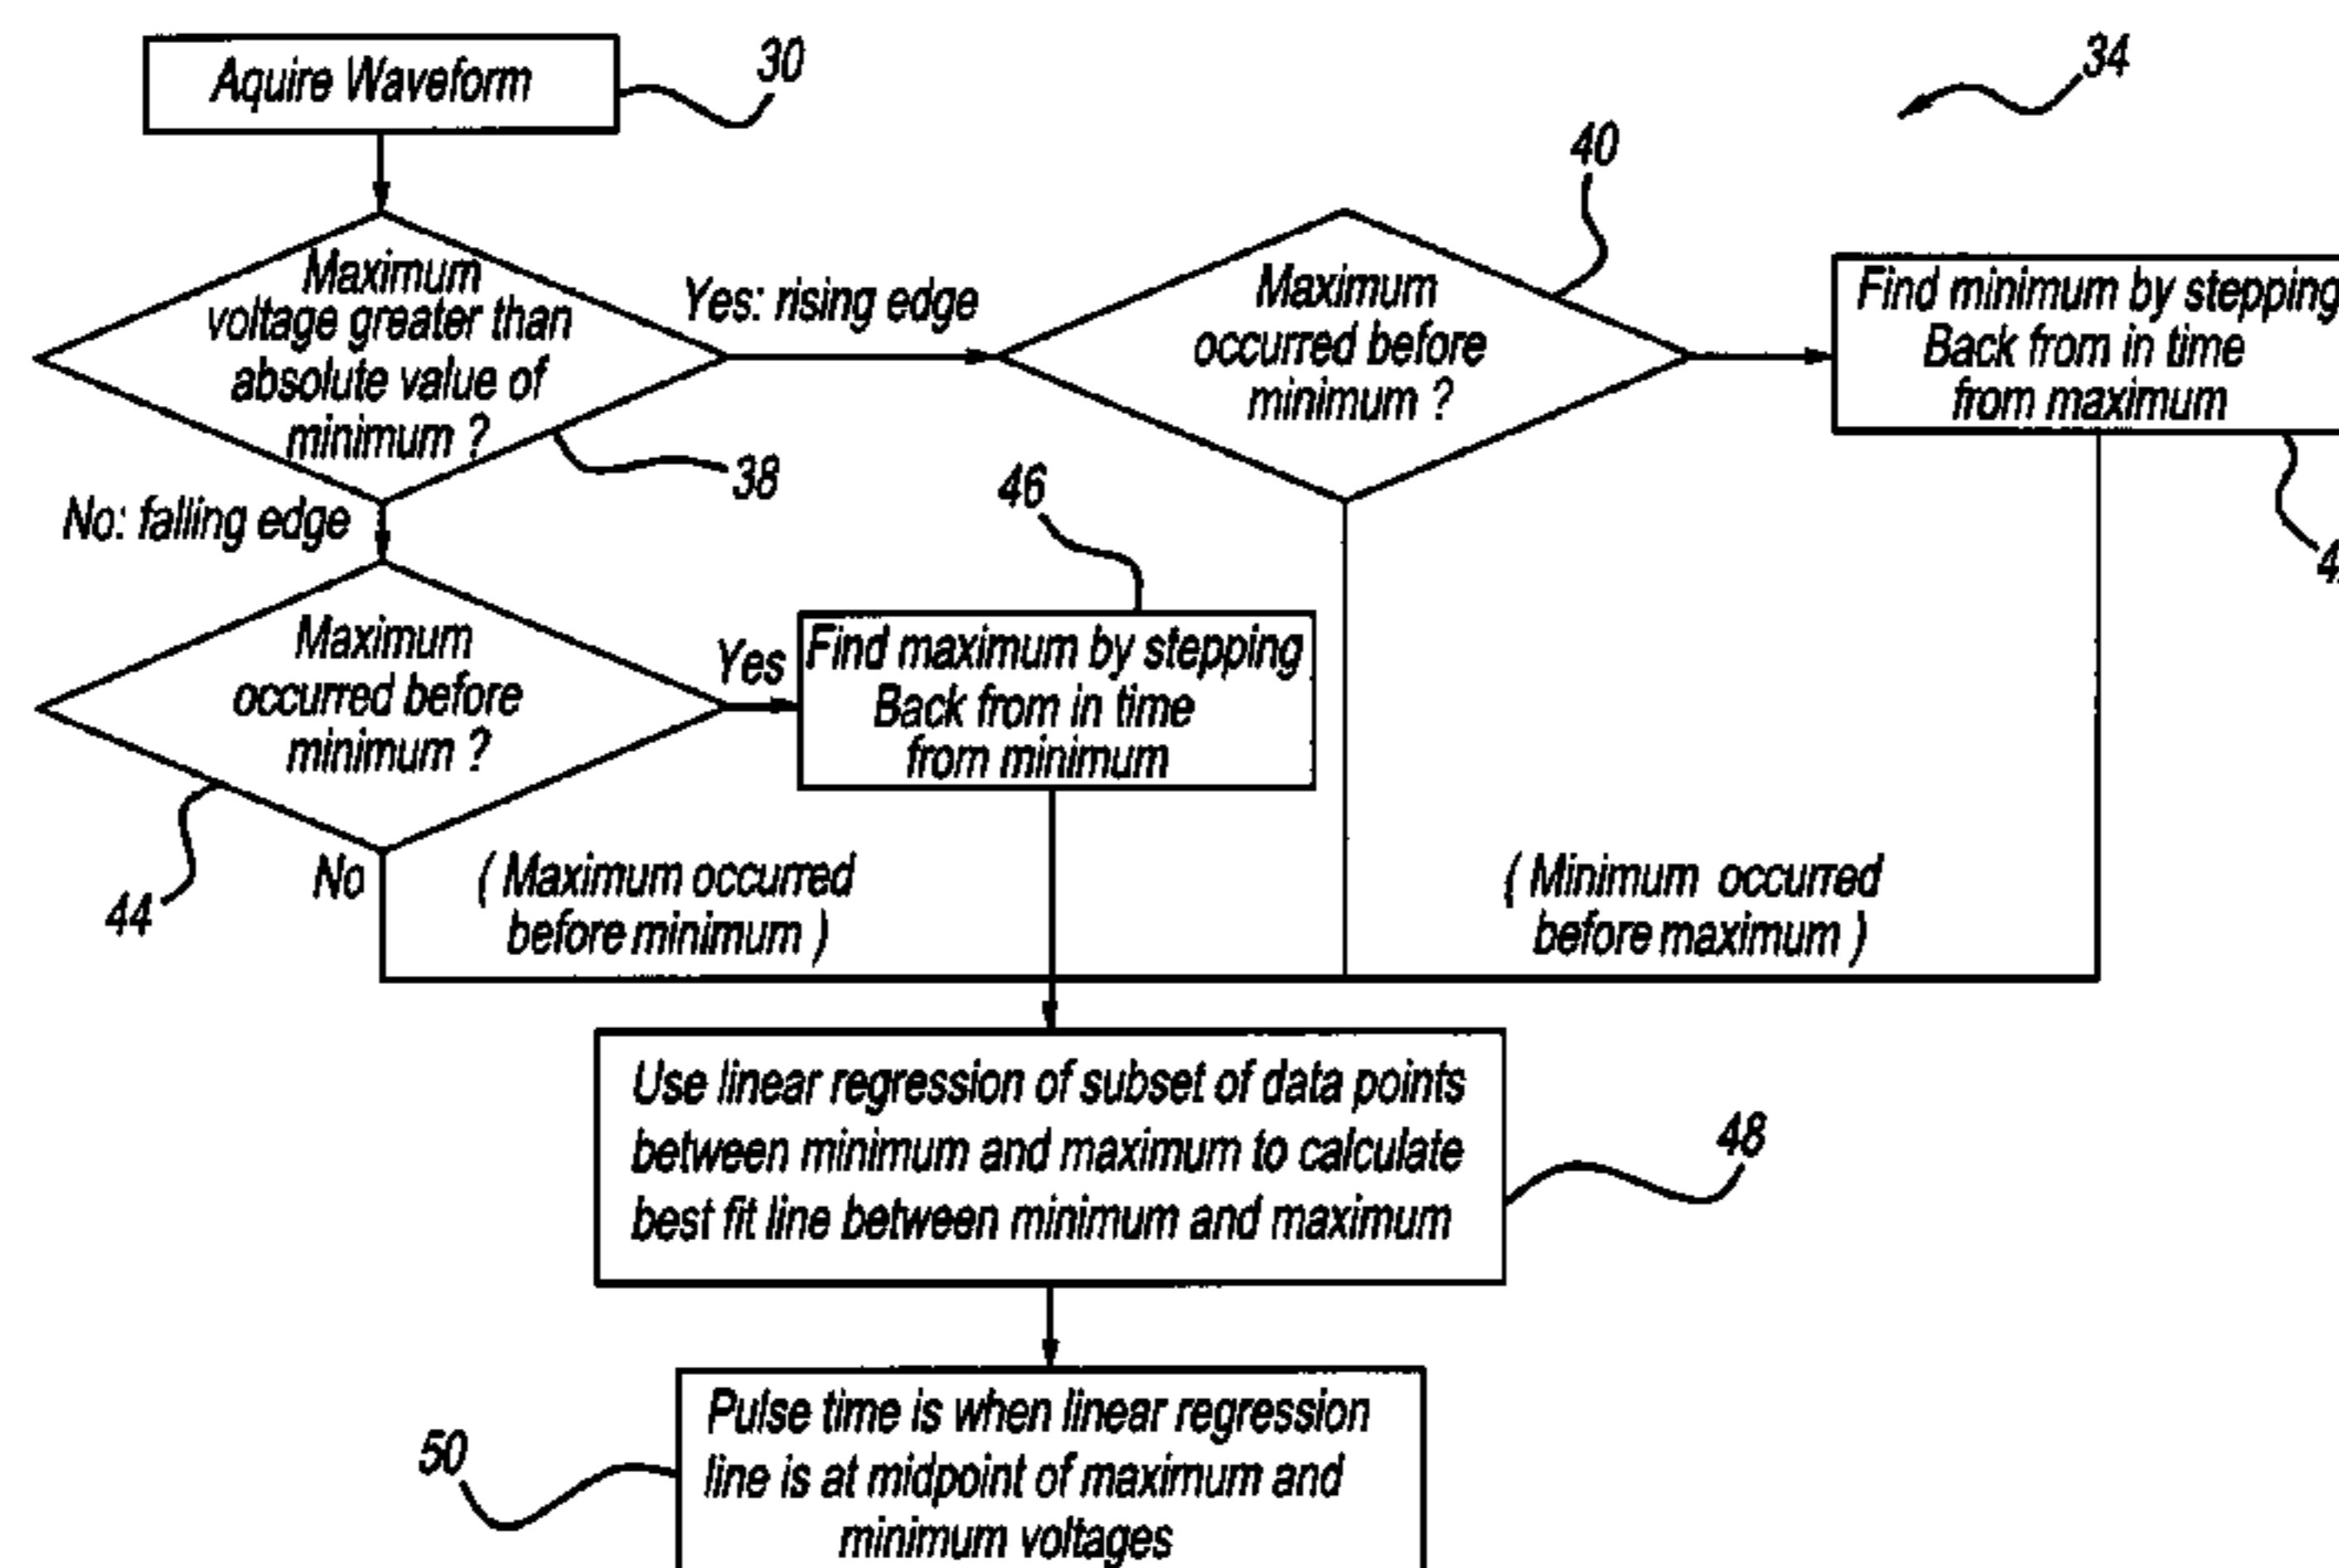 Aquire Waveform
30
34
40
Maximum
voltage greater than
absolute value of
minimum ?
Yes: rising edge
Maximum
occurred before
minimum ?
Find minimum by stepping
Back from in time
from maximum
38
No: falling edge
46
Maximum
occurred before
minimum ?
Yes
Find maximum by stepping
Back from in time
from minimum
44
No
( Maximum occurred
before minimum )
( Minimum occurred
before maximum )
Use linear regression of subset of data points
between minimum and maximum to calculate
best fit line between minimum and maximum
48
Pulse time is when linear regression
line is at midpoint of maximum and
minimum voltages
50